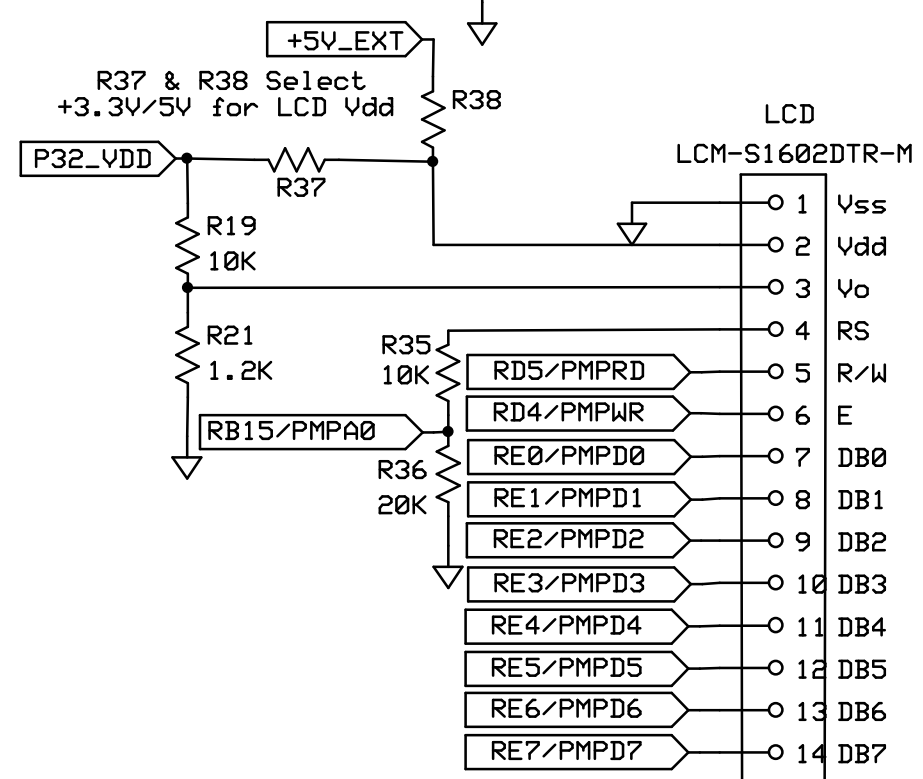 +5V_EXT
R37 & R38 Select
+3.3V/5V for LCD Vdd
R38
LCD
LCM-S1602DTR-M
P32_VDD
R37
R19
10K
R21
1.2K
R35
10K
RB15/PMPA0
R36
20K
1 Vss
2 Vdd
3 Vo
4 RS
RD5/PMPRD 5 R/W
RD4/PMPWR 6 E
RE0/PMPD0 7 DB0
RE1/PMPD1 8 DB1
RE2/PMPD2 9 DB2
RE3/PMPD3 10 DB3
RE4/PMPD4 11 DB4
RE5/PMPD5 12 DB5
RE6/PMPD6 13 DB6
RE7/PMPD7 14 DB7